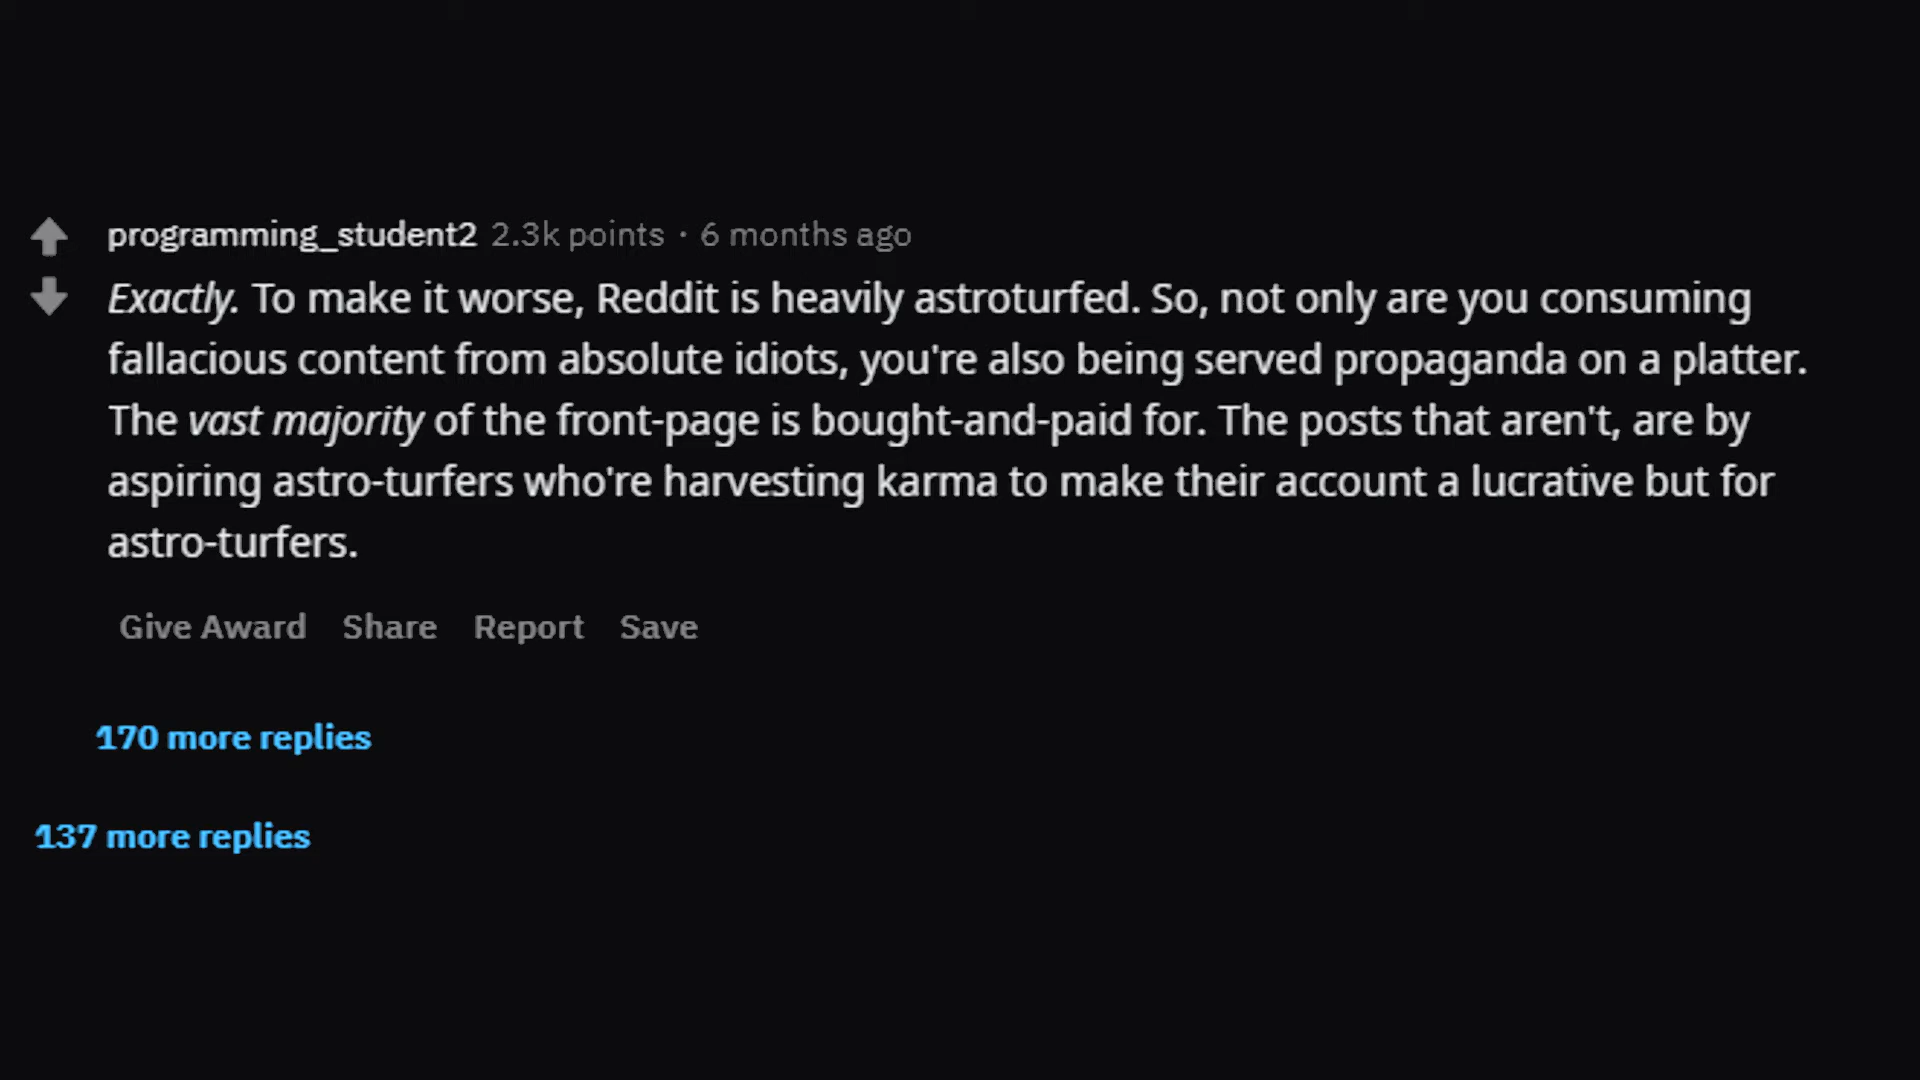 programming_student2 2.3k points · 6 months ago
Exactly. To make it worse, Reddit is heavily astroturfed. So, not only are you consuming
fallacious content from absolute idiots, you're also being served propaganda on a platter.
The vast majority of the front-page is bought-and-paid for. The posts that aren't, are by
aspiring astro-turfers who're harvesting karma to make their account a lucrative but for
astro-turfers.
Give Award Share Report Save
170 more replies
137 more replies